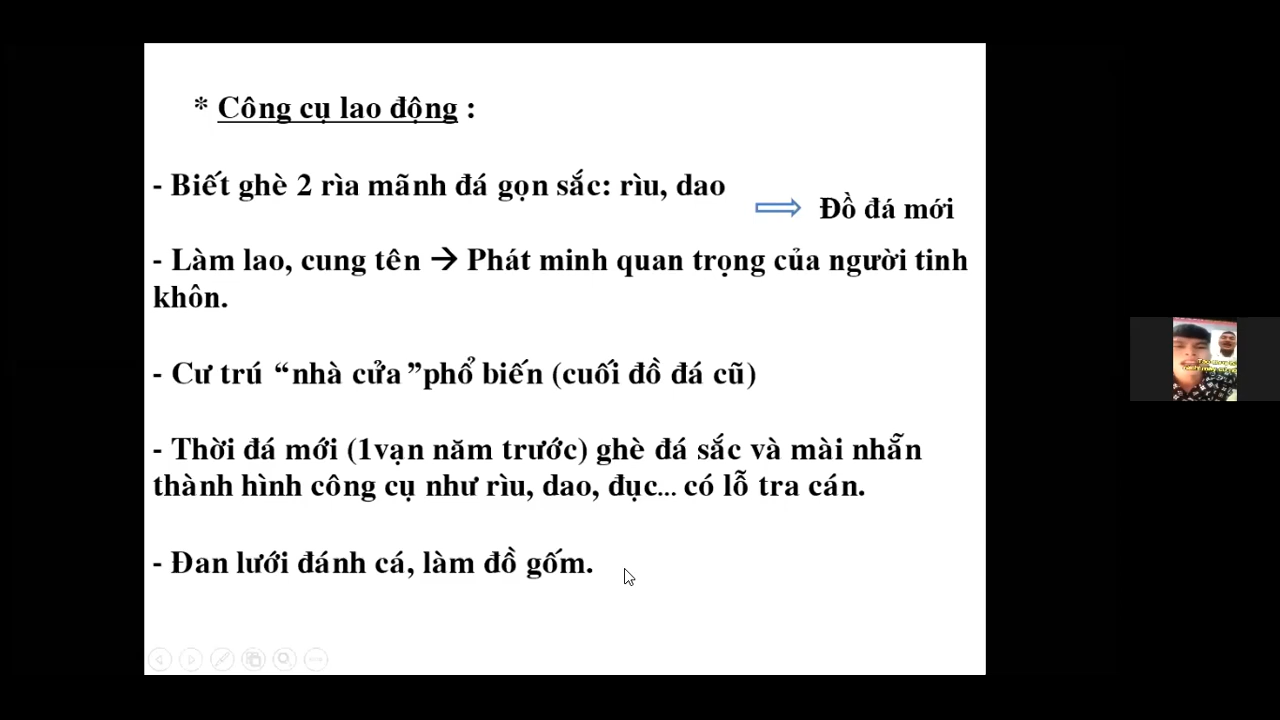 * Công cụ lao động :
- Biết ghè 2 rìa mãnh đá gọn sắc: rìu, dao
Đồ đá mới
- Làm lao, cung tên → Phát minh quan trọng của người tinh
khôn.
- Cư trú “nhà cửa ”phổ biến (cuối đồ đá cũ)
- Thời đá mới (1vạn năm trước) ghè đá sắc và mài nhẵn
thành hình công cụ như rìu, dao, đục... có lỗ tra cán.
- Đan lưới đánh cá, làm đồ gốm.